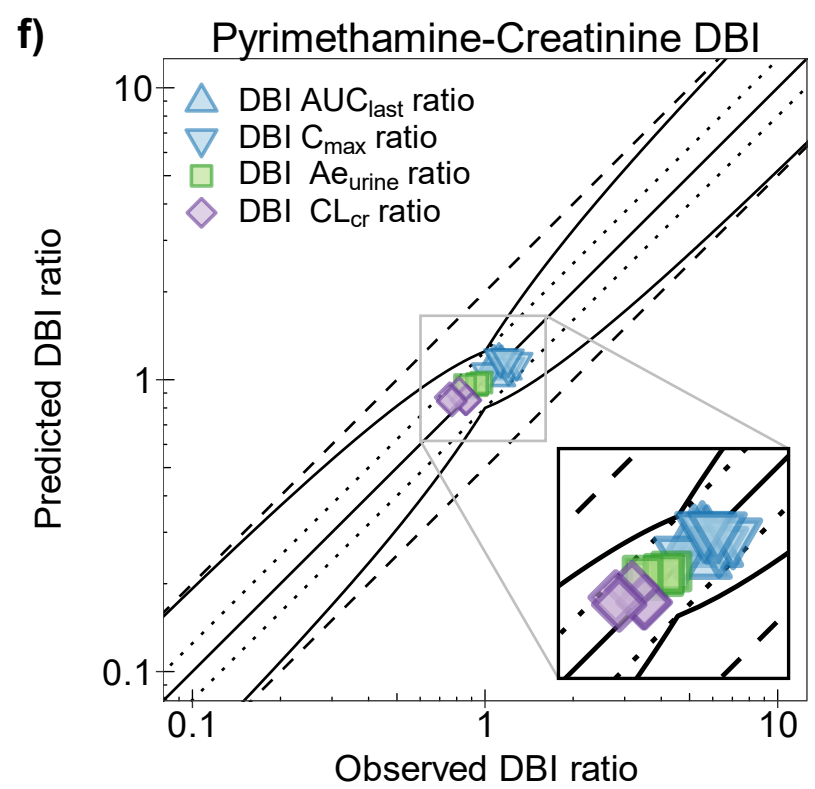 f)
Pyrimethamine-Creatinine DBI
10
DBI AUClast ratio
DBI Cmax ratio
DBI Aeurine ratio
DBI CLcr ratio
Predicted DBI ratio
1
0.1
0.1
1
10
Observed DBI ratio